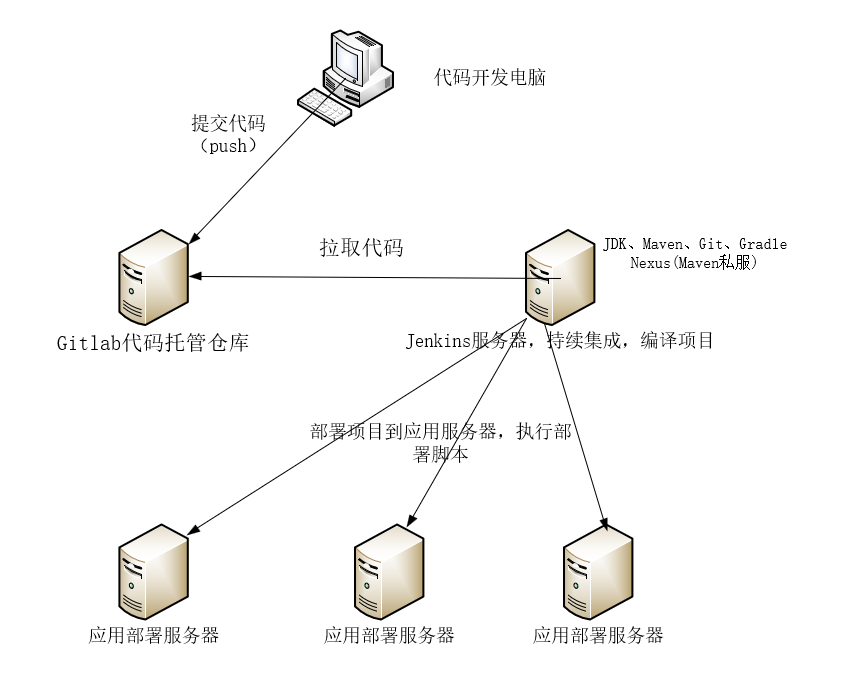 代码开发电脑
提交代码
（push）
拉取代码
JDK、Maven、Git、Gradle
Nexus(Maven私服)
Gitlab代码托管仓库
Jenkins服务器，持续集成，编译项目
部署项目到应用服务器，执行部
署脚本
应用部署服务器
应用部署服务器
应用部署服务器